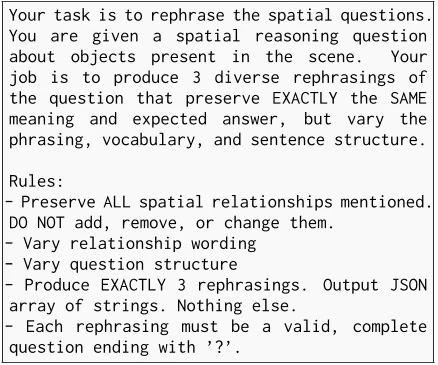 Your task is to rephrase the spatial questions.
You are given a spatial reasoning question
about objects present in the scene. Your
job is to produce 3 diverse rephrasings of
the question that preserve EXACTLY the SAME
meaning and expected answer, but vary the
phrasing, vocabulary, and sentence structure.

Rules:
- Preserve ALL spatial relationships mentioned.
DO NOT add, remove, or change them.
- Vary relationship wording
- Vary question structure
- Produce EXACTLY 3 rephrasings. Output JSON
array of strings. Nothing else.
- Each rephrasing must be a valid, complete
question ending with '?'.